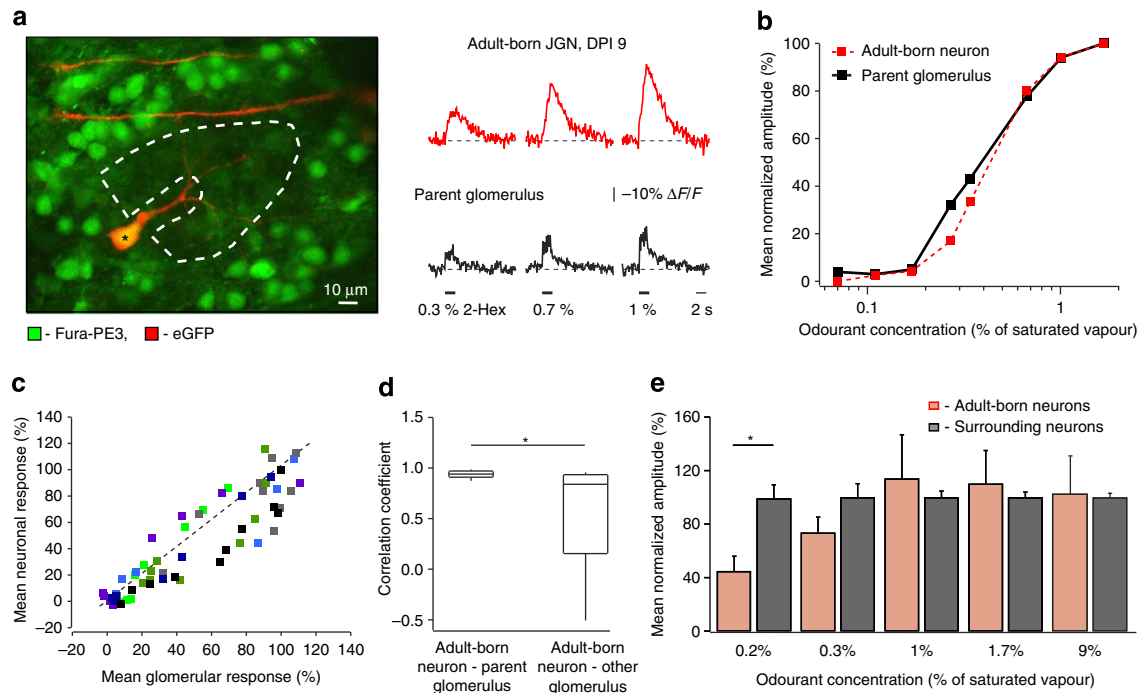 a
*
10 μm
- Fura-PE3, - eGFP
Adult-born JGN, DPI 9
Parent glomerulus
–10% ΔF/F
0.3 % 2-Hex 0.7 % 1 % 2 s
b
Mean normalized amplitude (%)
100
80
60
40
20
0
Adult-born neuron
Parent glomerulus
0.10 1
Odourant concentration (% of saturated vapour)
c
Mean neuronal response (%)
140
120
100
80
60
40
20
0
–20
–20 0 20 40 60 80 100 120 140
Mean glomerular response (%)
d
Correlation coefficient
1.5
1.0
0.5
0.0
–0.5
*
Adult-born
neuron - parent
glomerulus
Adult-born
neuron - other
glomerulus
e
Mean normalized amplitude (%)
160
120
80
40
0
*
- Adult-born neurons
- Surrounding neurons
0.2% 0.3% 1% 1.7% 9%
Odourant concentration (% of saturated vapour)